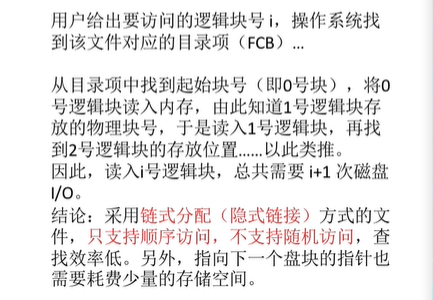 用户给出要访问的逻辑块号 i，操作系统找
到该文件对应的目录项（FCB）…
从目录项中找到起始块号（即0号块），将0
号逻辑块读入内存，由此知道1号逻辑块存
放的物理块号，于是读入1号逻辑块，再找
到2号逻辑块的存放位置……以此类推。
因此，读入i号逻辑块，总共需要 i+1 次磁盘
I/O。
结论：采用链式分配（隐式链接）方式的文
件，只支持顺序访问，不支持随机访问，查
找效率低。另外，指向下一个盘块的指针也
需要耗费少量的存储空间。